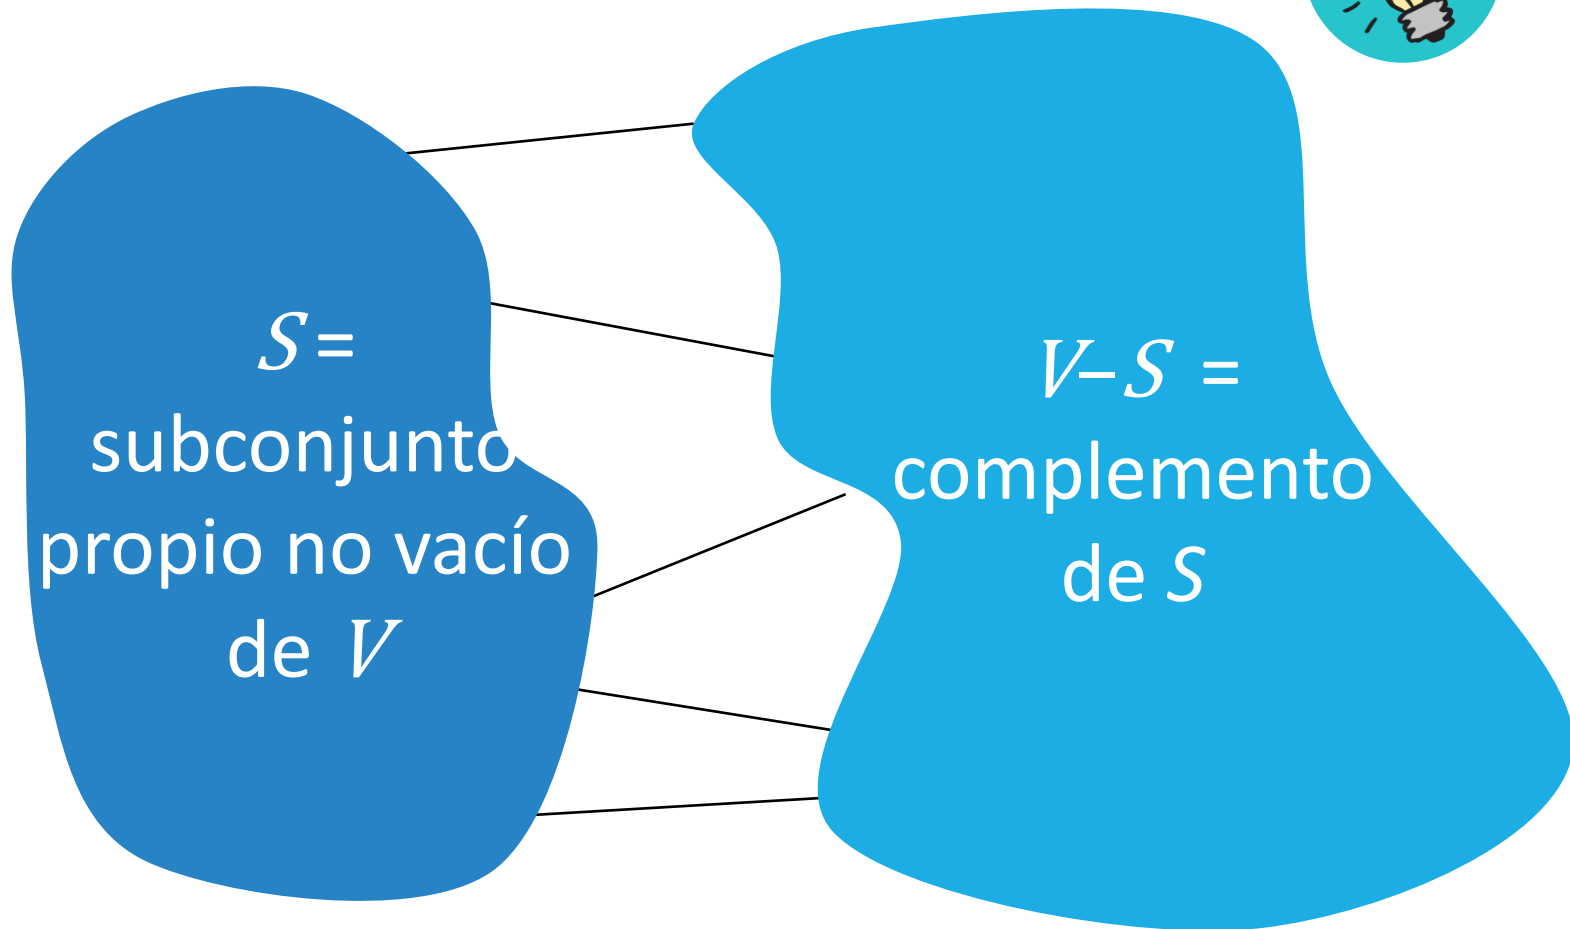 S =
subconjunto
propio no vacío
de V
V–S =
complemento
de S